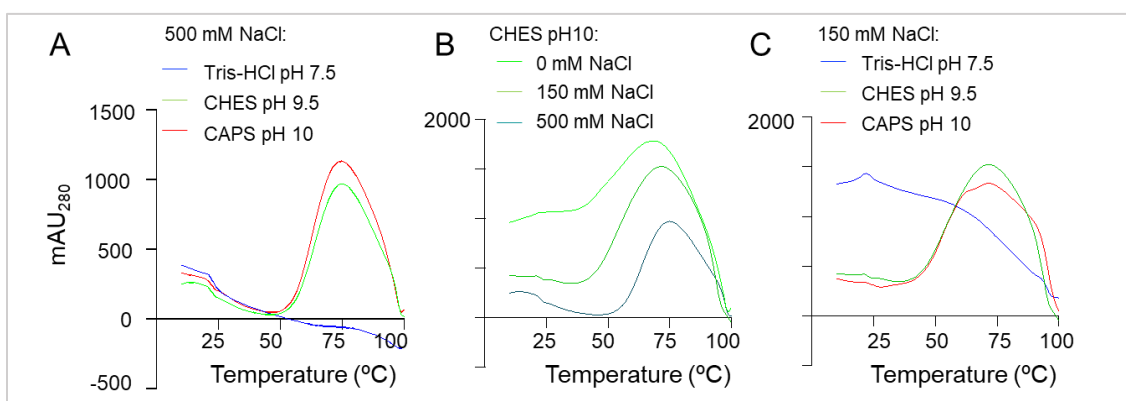 A
500 mM NaCl:
Tris-HCl pH 7.5
CHES pH 9.5
CAPS pH 10
1500
1000
500
0
-500
mAU280
25
50
75
100
Temperature (ºC)
B
CHES pH10:
0 mM NaCl
150 mM NaCl
500 mM NaCl
2000
0
25
50
75
100
Temperature (ºC)
C
150 mM NaCl:
Tris-HCl pH 7.5
CHES pH 9.5
CAPS pH 10
2000
0
25
50
75
100
Temperature (ºC)